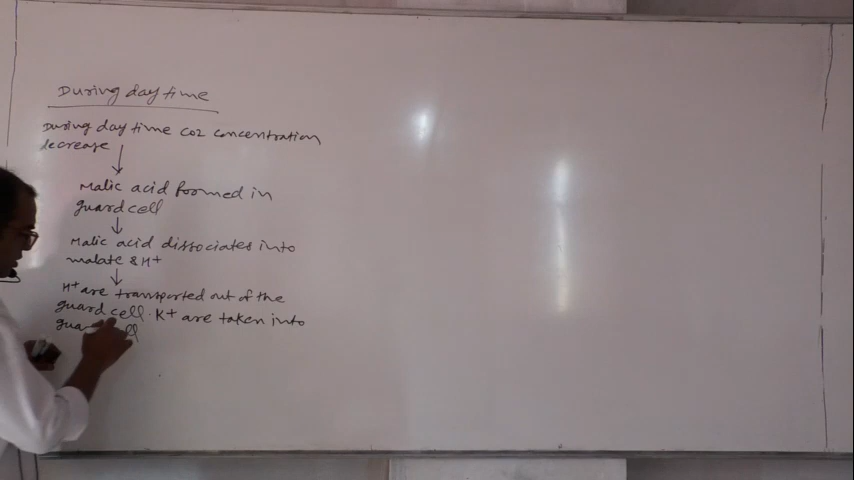 During day time
During day time CO2 concentration
decrease
Malic acid formed in
guard cell
Malic acid dissociates into
malate & H+
H+ are transported out of the
guard cell. K+ are taken into